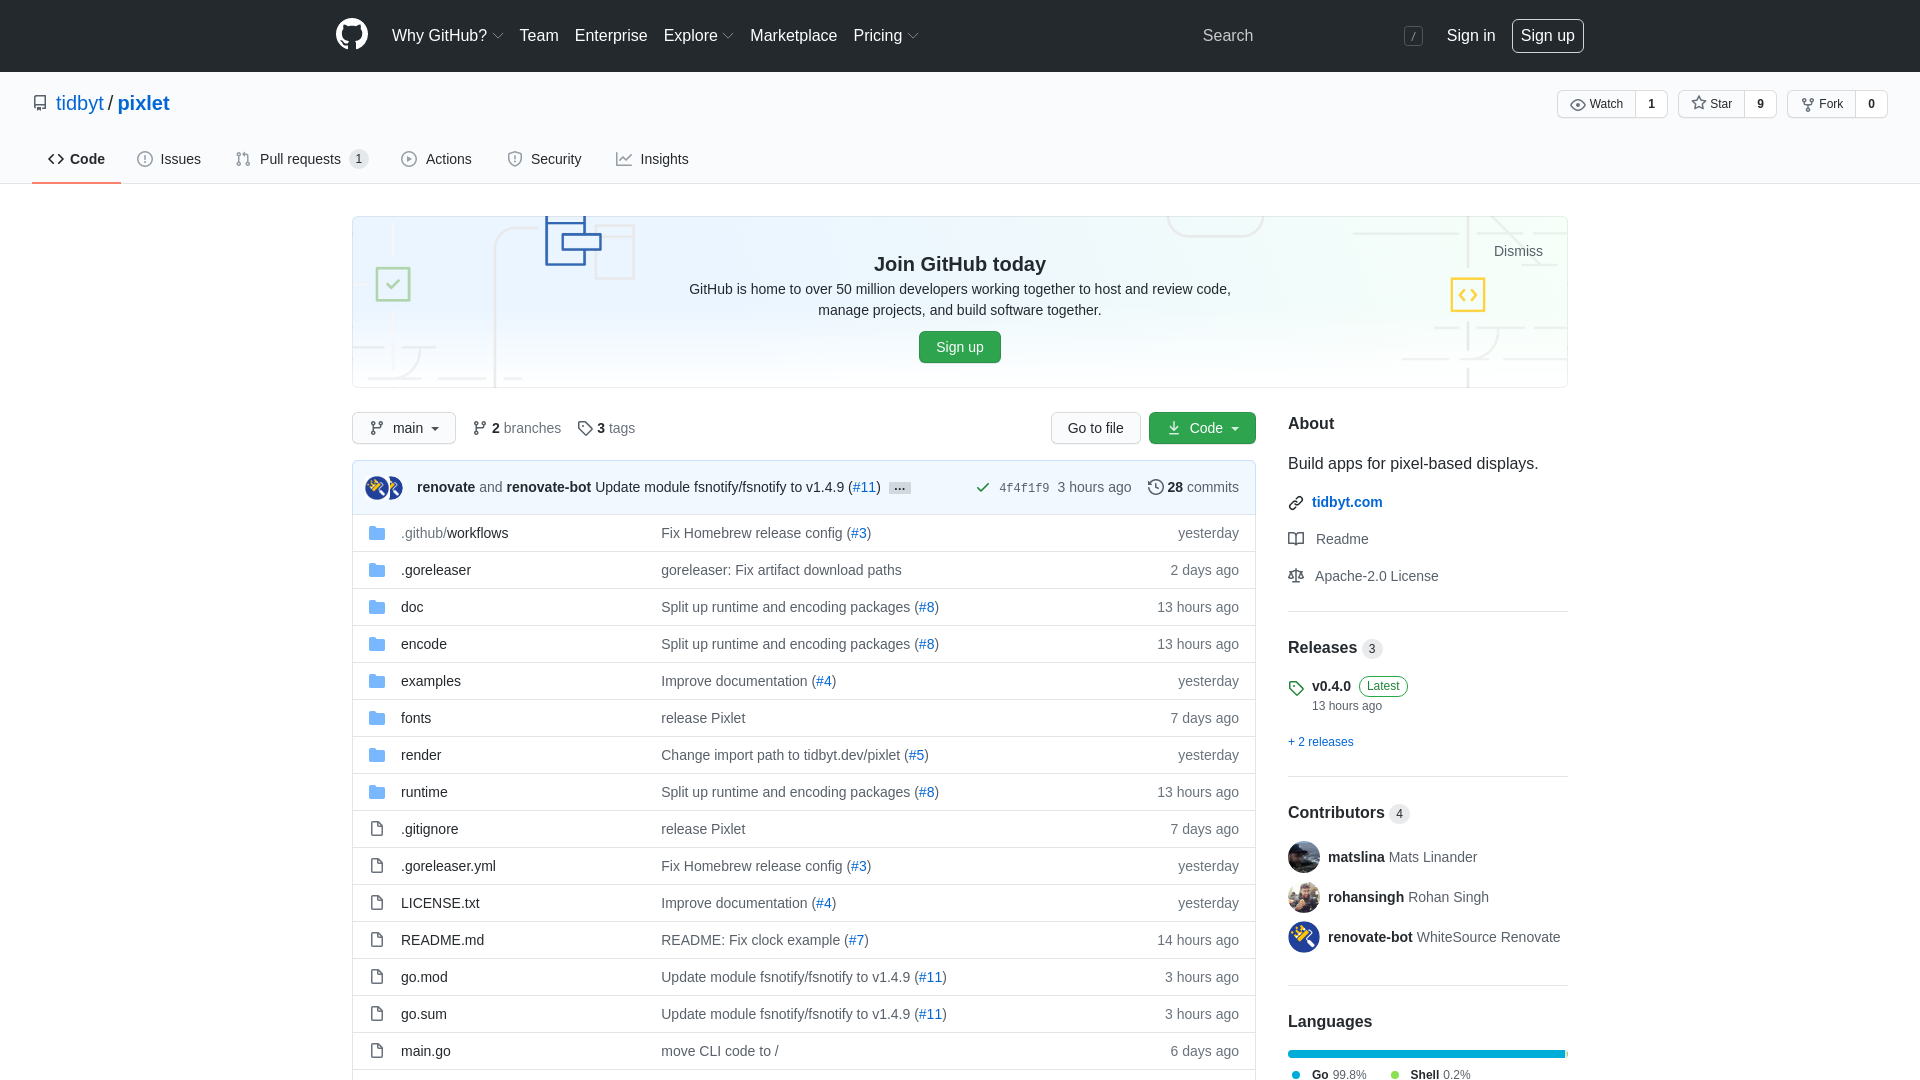 Why GitHub? Team Enterprise Explore Marketplace Pricing Search / Sign in Sign up
tidbyt / pixlet Watch 1 Star 9 Fork 0
Code Issues Pull requests 1 Actions Security Insights
Dismiss
Join GitHub today
GitHub is home to over 50 million developers working together to host and review code,
manage projects, and build software together.
Sign up
main 2 branches 3 tags Go to file Code
renovate and renovate-bot Update module fsnotify/fsnotify to v1.4.9 (#11) … 4f4f1f9 3 hours ago 28 commits
.github/workflows Fix Homebrew release config (#3) yesterday
.goreleaser goreleaser: Fix artifact download paths 2 days ago
doc Split up runtime and encoding packages (#8) 13 hours ago
encode Split up runtime and encoding packages (#8) 13 hours ago
examples Improve documentation (#4) yesterday
fonts release Pixlet 7 days ago
render Change import path to tidbyt.dev/pixlet (#5) yesterday
runtime Split up runtime and encoding packages (#8) 13 hours ago
.gitignore release Pixlet 7 days ago
.goreleaser.yml Fix Homebrew release config (#3) yesterday
LICENSE.txt Improve documentation (#4) yesterday
README.md README: Fix clock example (#7) 14 hours ago
go.mod Update module fsnotify/fsnotify to v1.4.9 (#11) 3 hours ago
go.sum Update module fsnotify/fsnotify to v1.4.9 (#11) 3 hours ago
main.go move CLI code to / 6 days ago
About
Build apps for pixel-based displays.
tidbyt.com
Readme
Apache-2.0 License
Releases 3
v0.4.0 Latest
13 hours ago
+ 2 releases
Contributors 4
matslina Mats Linander
rohansingh Rohan Singh
renovate-bot WhiteSource Renovate
Languages
Go 99.8% Shell 0.2%